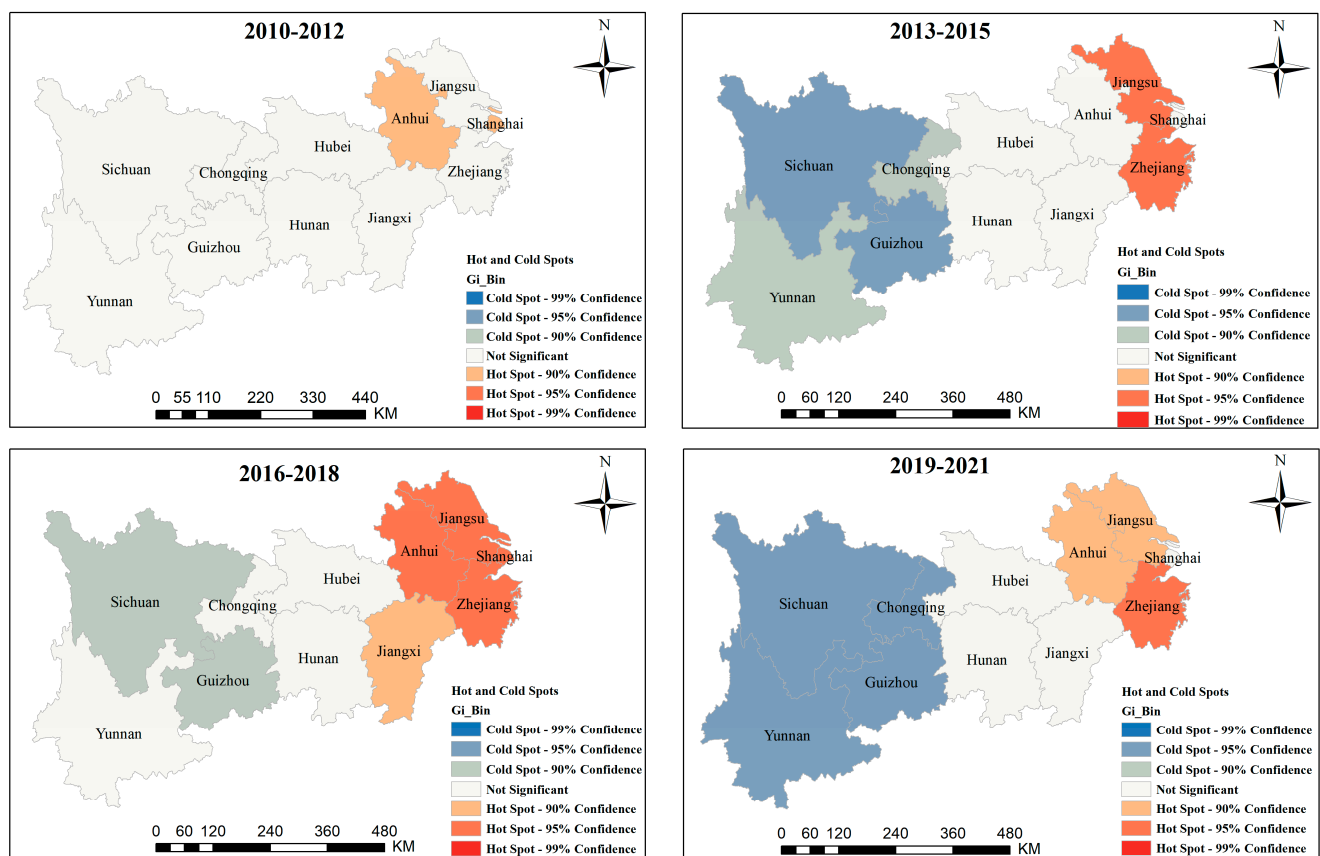 2010-2012
N
Jiangsu
Anhui
Shanghai
Hubei
Sichuan
Chongqing
Zhejiang
Hunan
Jiangxi
Guizhou
Yunnan
Hot and Cold Spots
Gi_Bin
Cold Spot - 99% Confidence
Cold Spot - 95% Confidence
Cold Spot - 90% Confidence
Not Significant
Hot Spot - 90% Confidence
Hot Spot - 95% Confidence
Hot Spot - 99% Confidence
0 55 110 220 330 440
KM
2013-2015
N
Jiangsu
Anhui
Shanghai
Hubei
Sichuan
Chongqing
Zhejiang
Hunan
Jiangxi
Guizhou
Yunnan
Hot and Cold Spots
Gi_Bin
Cold Spot - 99% Confidence
Cold Spot - 95% Confidence
Cold Spot - 90% Confidence
Not Significant
Hot Spot - 90% Confidence
Hot Spot - 95% Confidence
Hot Spot - 99% Confidence
0 60 120 240 360 480
KM
2016-2018
N
Jiangsu
Anhui
Shanghai
Hubei
Sichuan
Chongqing
Zhejiang
Hunan
Jiangxi
Guizhou
Yunnan
Hot and Cold Spots
Gi_Bin
Cold Spot - 99% Confidence
Cold Spot - 95% Confidence
Cold Spot - 90% Confidence
Not Significant
Hot Spot - 90% Confidence
Hot Spot - 95% Confidence
Hot Spot - 99% Confidence
0 60 120 240 360 480
KM
2019-2021
N
Jiangsu
Anhui
Shanghai
Hubei
Sichuan
Chongqing
Zhejiang
Hunan
Jiangxi
Guizhou
Yunnan
Hot and Cold Spots
Gi_Bin
Cold Spot - 99% Confidence
Cold Spot - 95% Confidence
Cold Spot - 90% Confidence
Not Significant
Hot Spot - 90% Confidence
Hot Spot - 95% Confidence
Hot Spot - 99% Confidence
0 60 120 240 360 480
KM